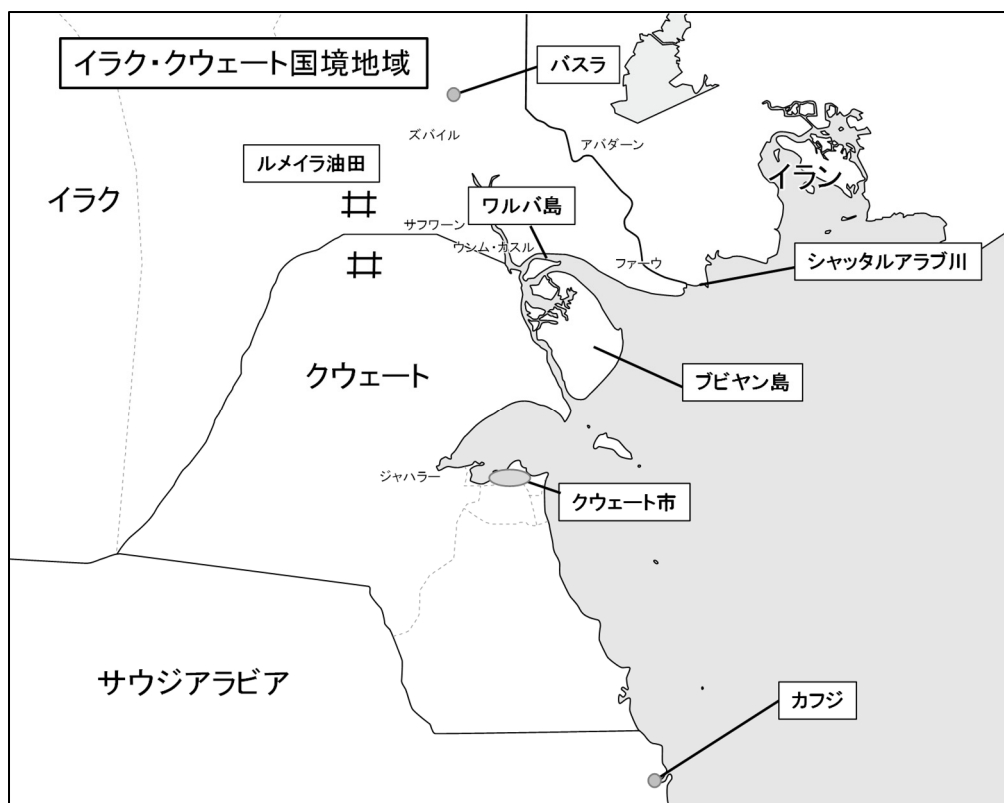 イラク・クウェート国境地域
バスラ
ズバイル
アバダーン
ルメイラ油田
イラク
イラン
ワルバ島
サフワーン
ウンム・カスル
ファーウ
シャッタルアラブ川
クウェート
ブビヤン島
ジャハラー
クウェート市
サウジアラビア
カフジ